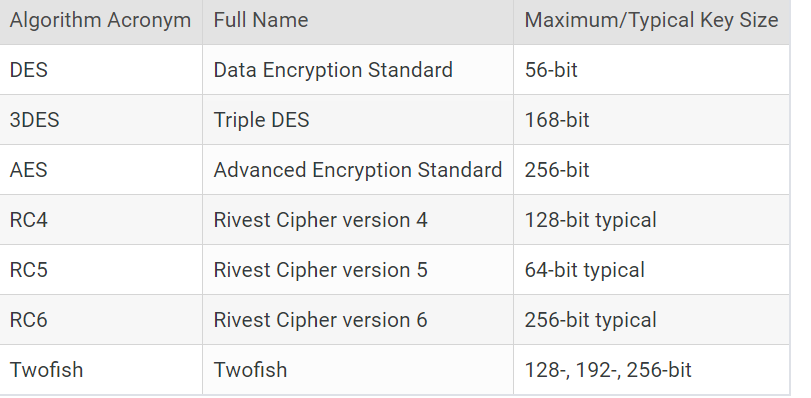 Algorithm Acronym Full Name Maximum/Typical Key Size
DES Data Encryption Standard 56-bit
3DES Triple DES 168-bit
AES Advanced Encryption Standard 256-bit
RC4 Rivest Cipher version 4 128-bit typical
RC5 Rivest Cipher version 5 64-bit typical
RC6 Rivest Cipher version 6 256-bit typical
Twofish Twofish 128-, 192-, 256-bit